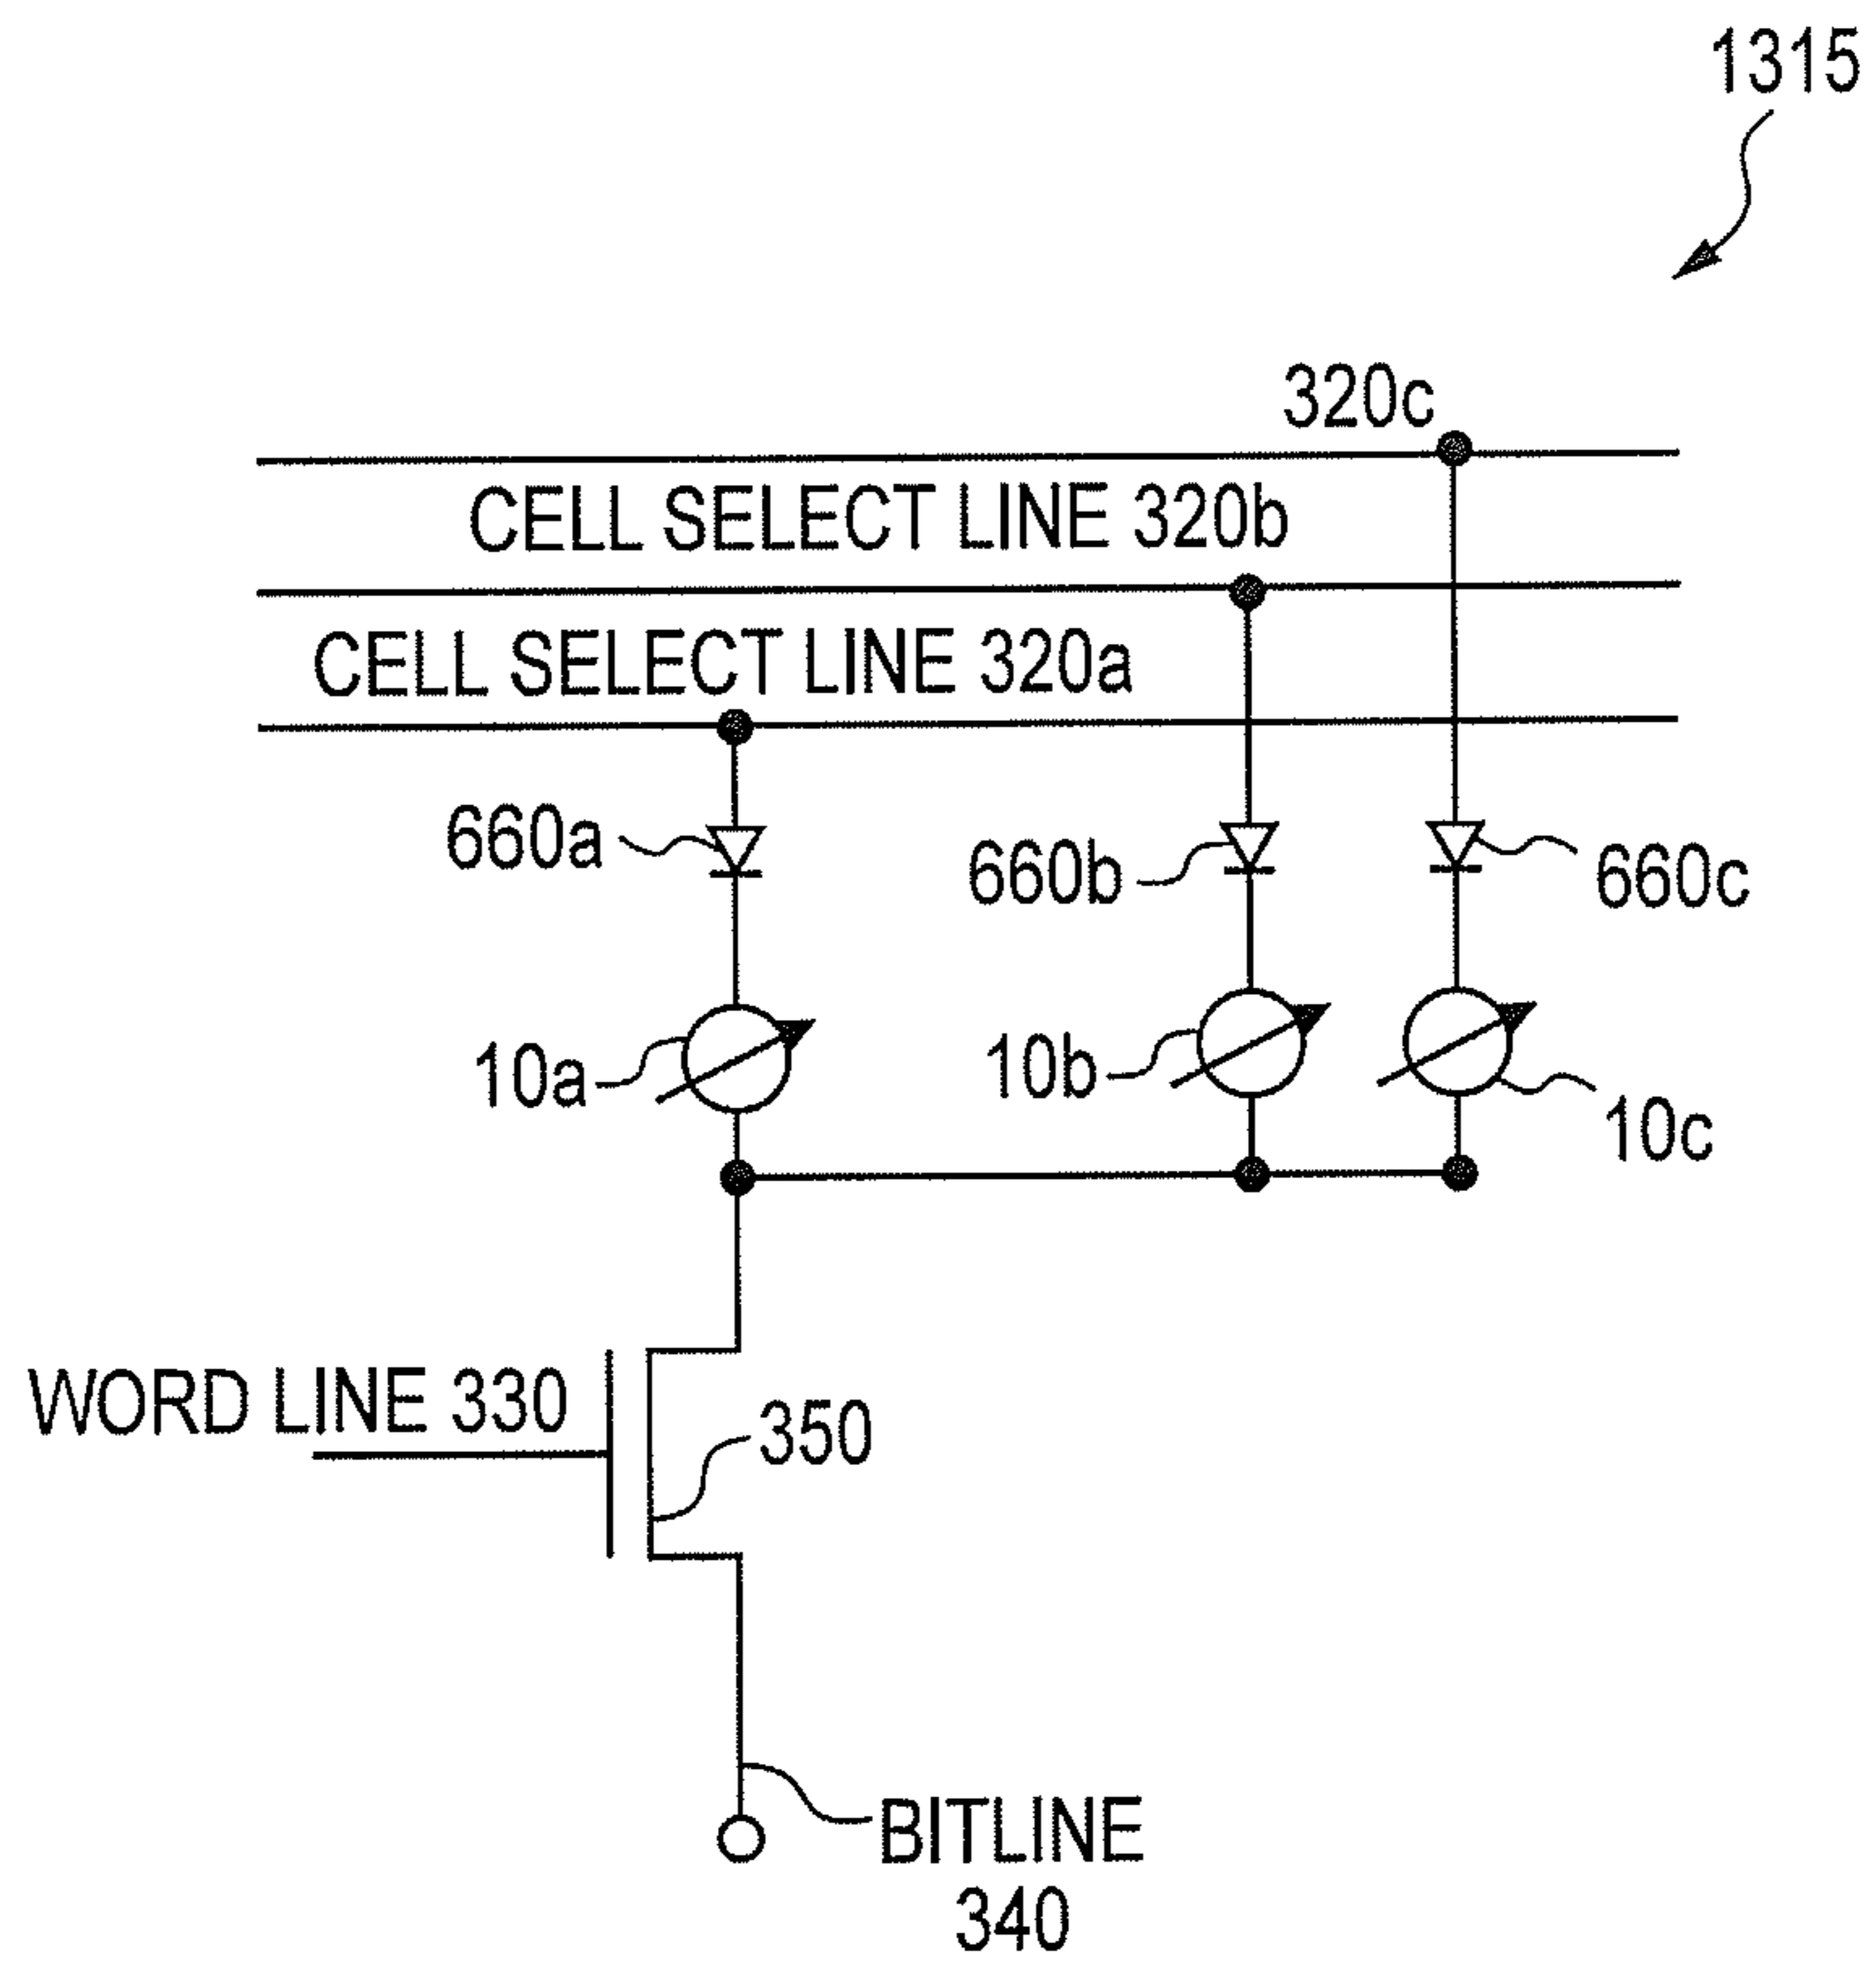 1315
320c
CELL SELECT LINE 320b
CELL SELECT LINE 320a
660a
660b
660c
10a
10b
10c
WORD LINE 330
350
BITLINE
340